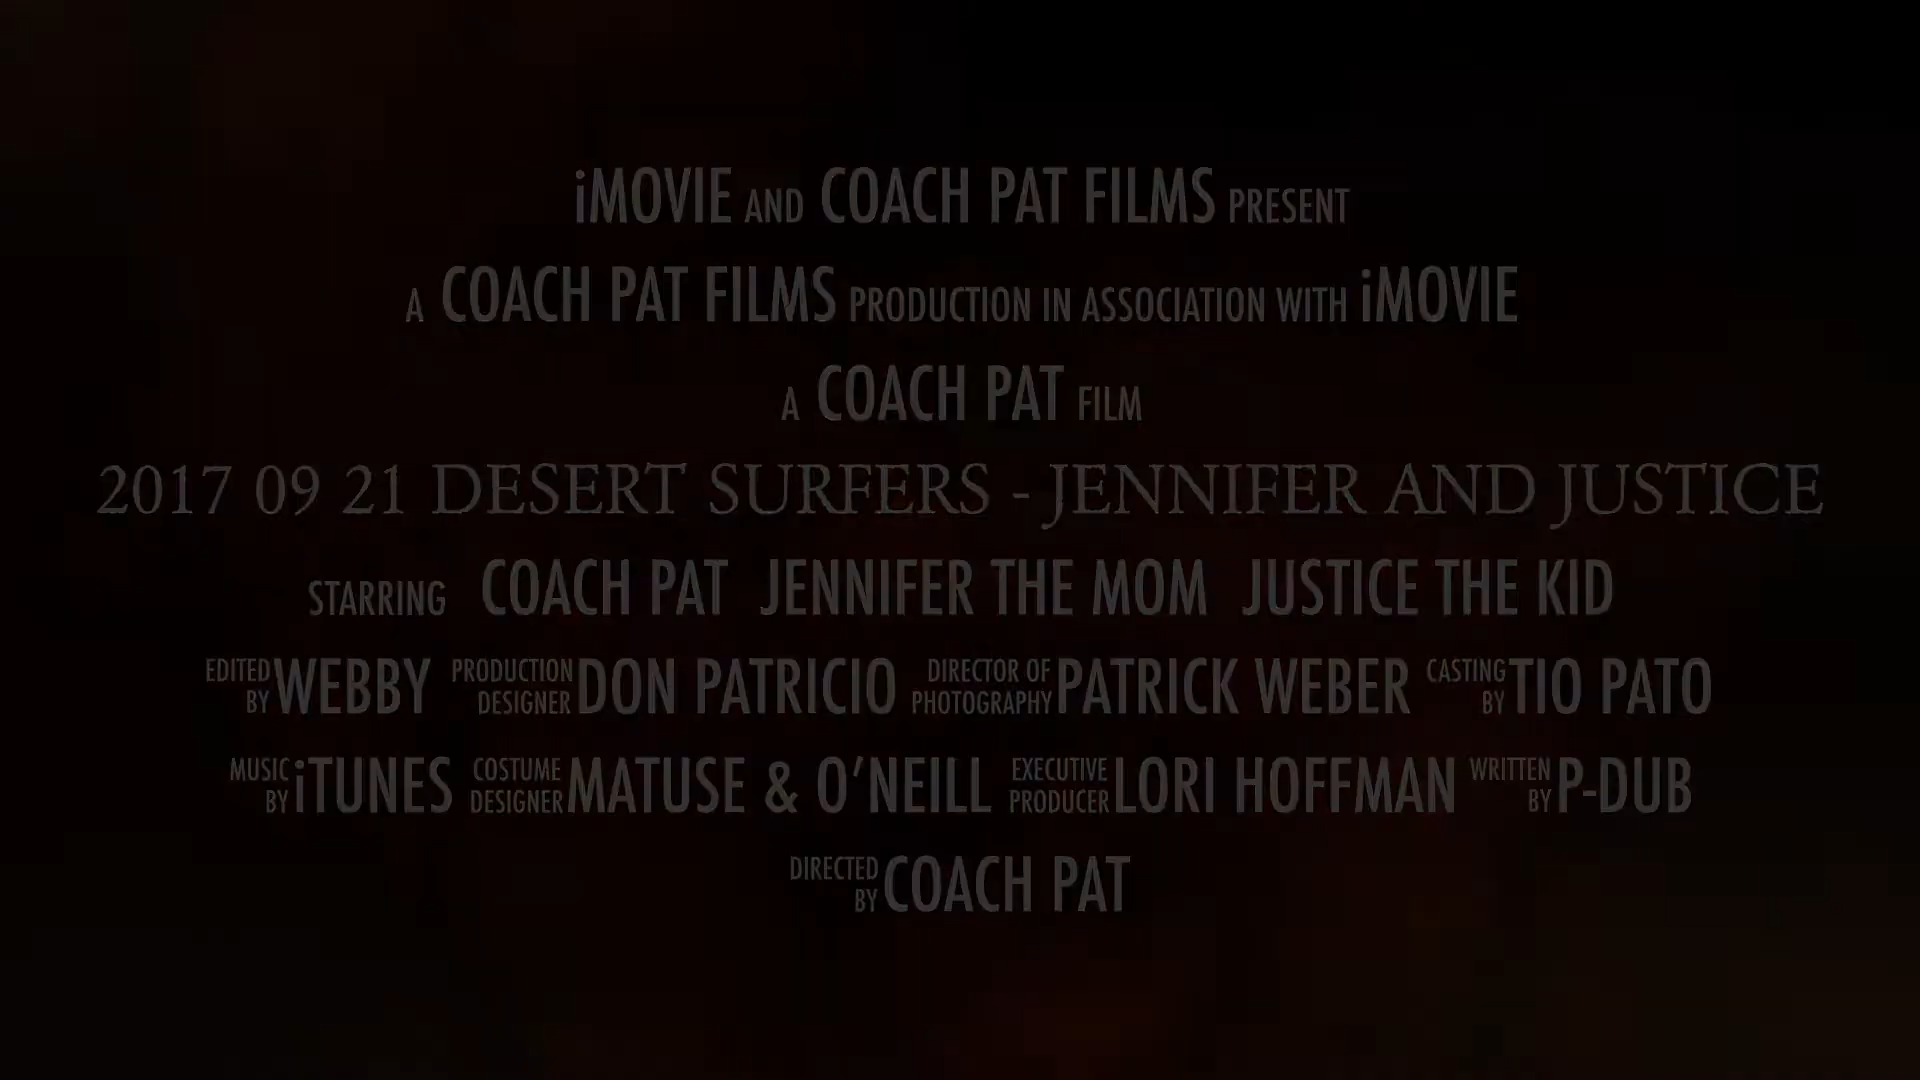 iMOVIE AND COACH PAT FILMS PRESENT
A COACH PAT FILMS PRODUCTION IN ASSOCIATION WITH iMOVIE
A COACH PAT FILM
2017 09 21 DESERT SURFERS - JENNIFER AND JUSTICE
STARRING COACH PAT JENNIFER THE MOM JUSTICE THE KID
EDITED BY WEBBY PRODUCTION DESIGNER DON PATRICIO DIRECTOR OF PHOTOGRAPHY PATRICK WEBER CASTING BY TIO PATO
MUSIC BY iTUNES COSTUME DESIGNER MATUSE & O'NEILL EXECUTIVE PRODUCER LORI HOFFMAN WRITTEN BY P-DUB
DIRECTED BY COACH PAT